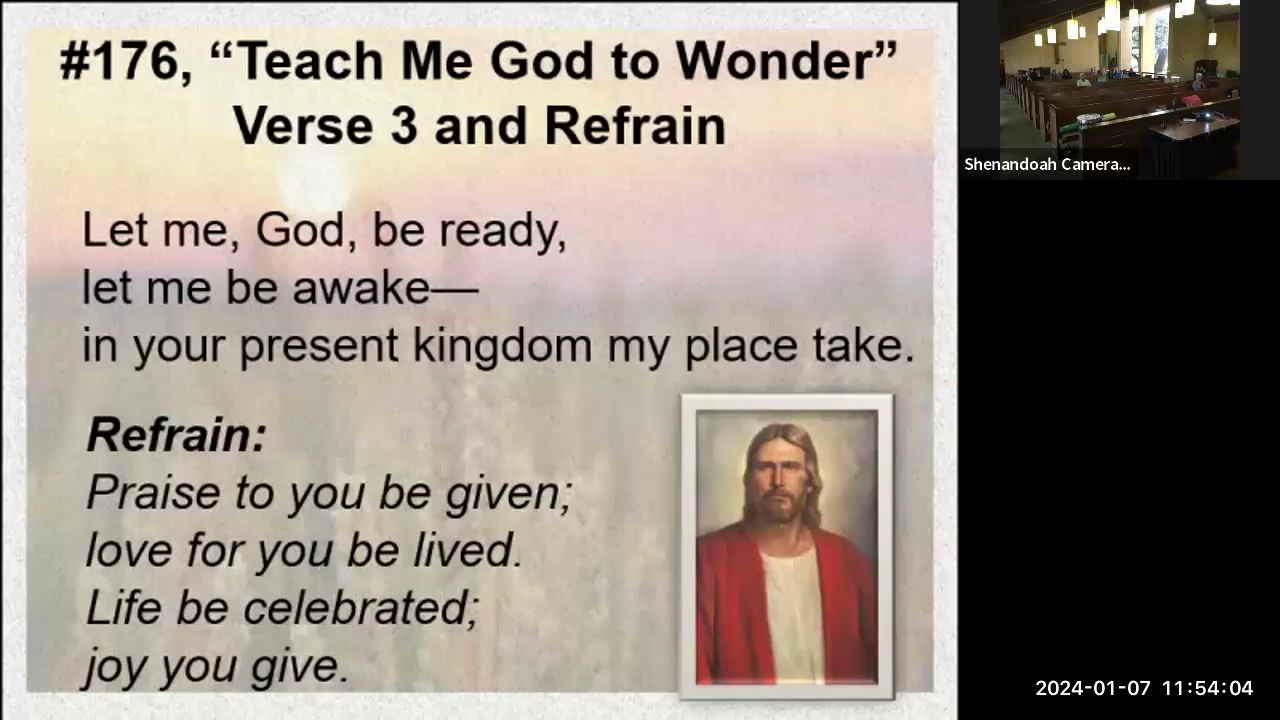 #176, “Teach Me God to Wonder”
Verse 3 and Refrain
Let me, God, be ready,
let me be awake—
in your present kingdom my place take.
Refrain:
Praise to you be given;
love for you be lived.
Life be celebrated;
joy you give.
Shenandoah Camera...
2024-01-07 11:54:04